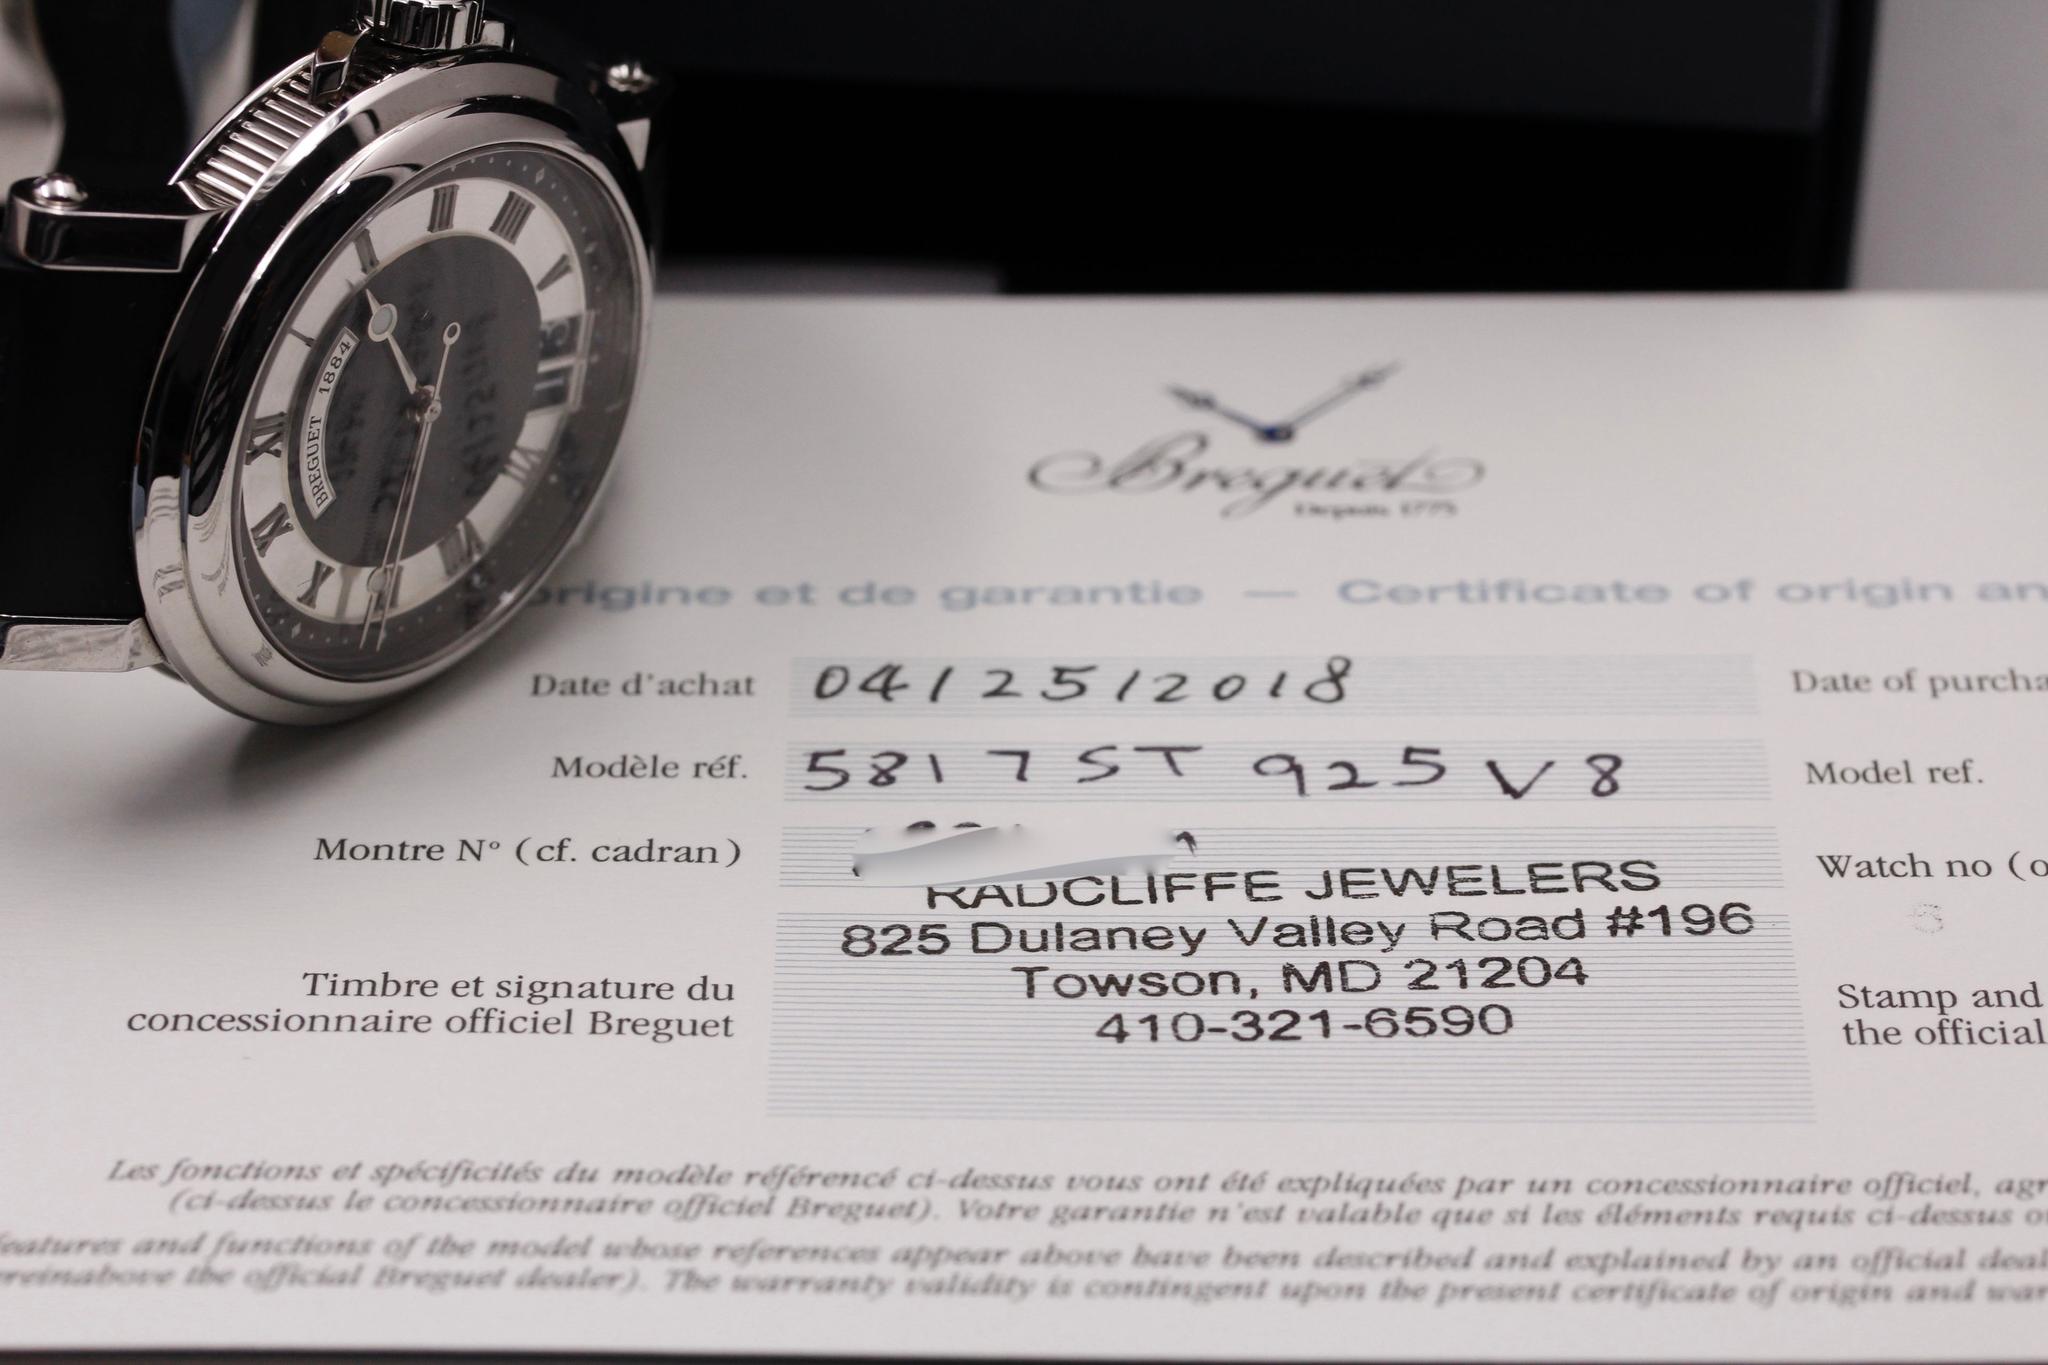 BREGUET 1884
Breguet
Depuis 1775
origine et de garantie — Certificate of origin an
Date d'achat 04/25/2018 Date of purcha
Modèle réf. 5817ST 925V8 Model ref.
Montre N° (cf. cadran) Watch no (o
RADCLIFFE JEWELERS
825 Dulaney Valley Road #196
Towson, MD 21204
410-321-6590
Timbre et signature du Stamp and
concessionnaire officiel Breguet the official
Les fonctions et spécificités du modèle référencé ci-dessus vous ont été expliquées par un concessionnaire officiel, agr
(ci-dessus le concessionnaire officiel Breguet). Votre garantie n'est valable que si les éléments requis ci-dessus o
features and functions of the model whose references appear above have been described and explained by an official deal
ereinabove the official Breguet dealer). The warranty validity is contingent upon the present certificate of origin and war